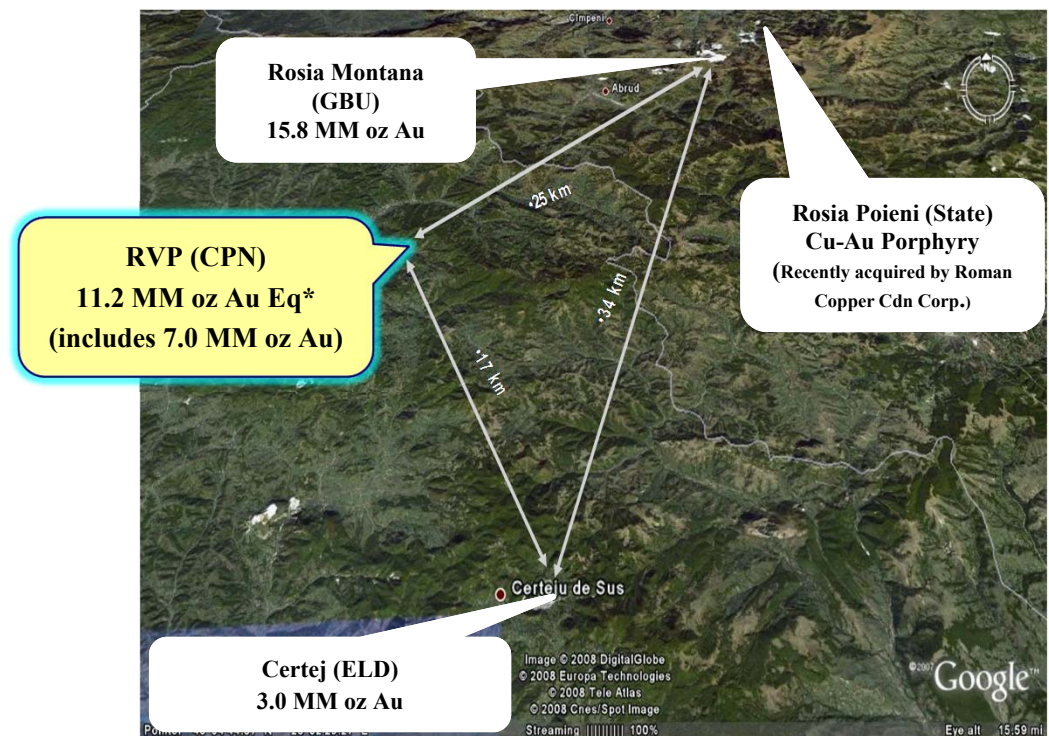 Cîmpeni
Rosia Montana
(GBU)
15.8 MM oz Au
Abrud
N
•25 km
Rosia Poieni (State)
Cu-Au Porphyry
(Recently acquired by Roman
Copper Cdn Corp.)
RVP (CPN)
11.2 MM oz Au Eq*
(includes 7.0 MM oz Au)
•34 km
•17 km
Certeju de Sus
Certej (ELD)
3.0 MM oz Au
Image © 2008 DigitalGlobe
© 2008 Europa Technologies
© 2008 Tele Atlas
© 2008 Cnes/Spot Image
©2007 Google™
Pointer
Streaming ||||||||| 100%
Eye alt 15.59 mi